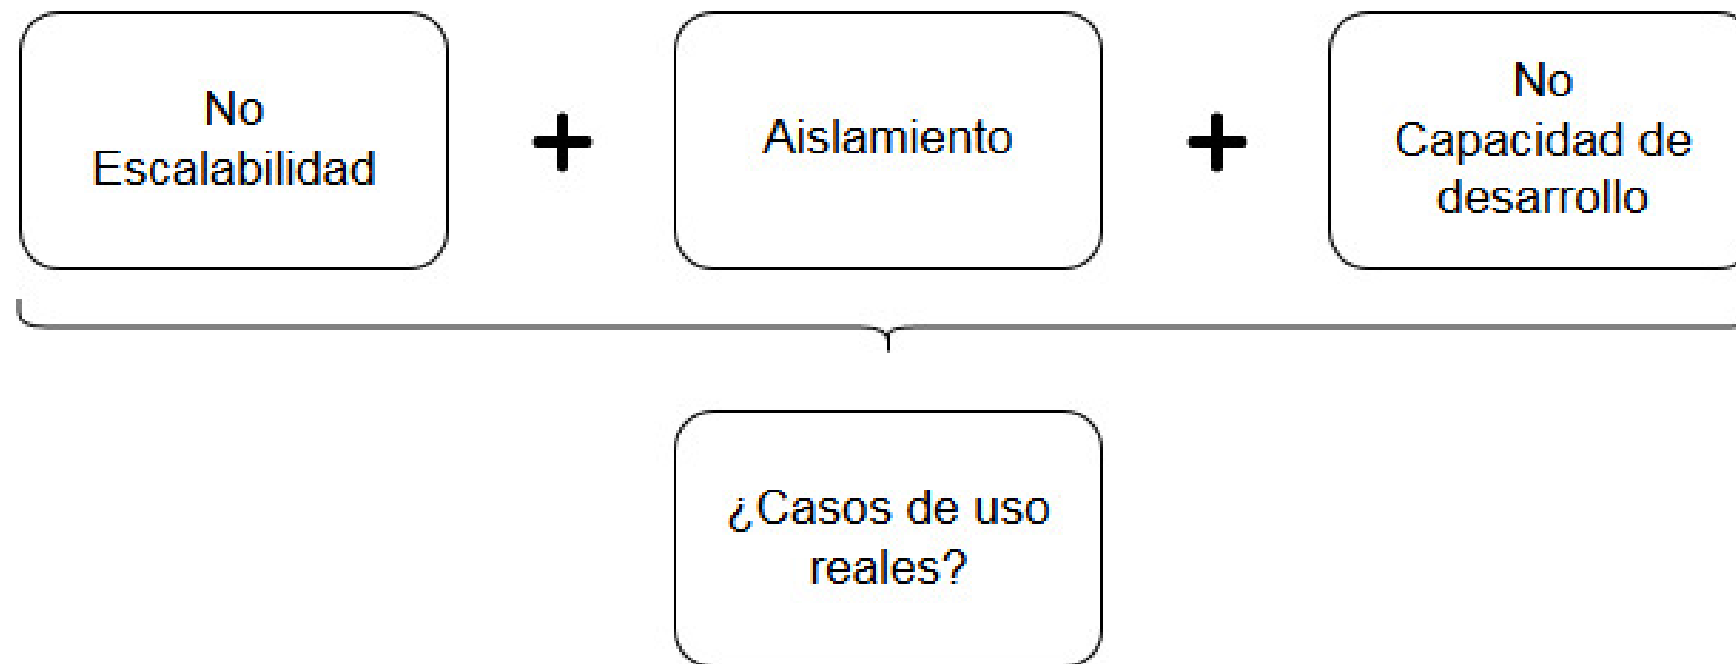 No
Escalabilidad
+
Aislamiento
+
No
Capacidad de
desarrollo
¿Casos de uso
reales?